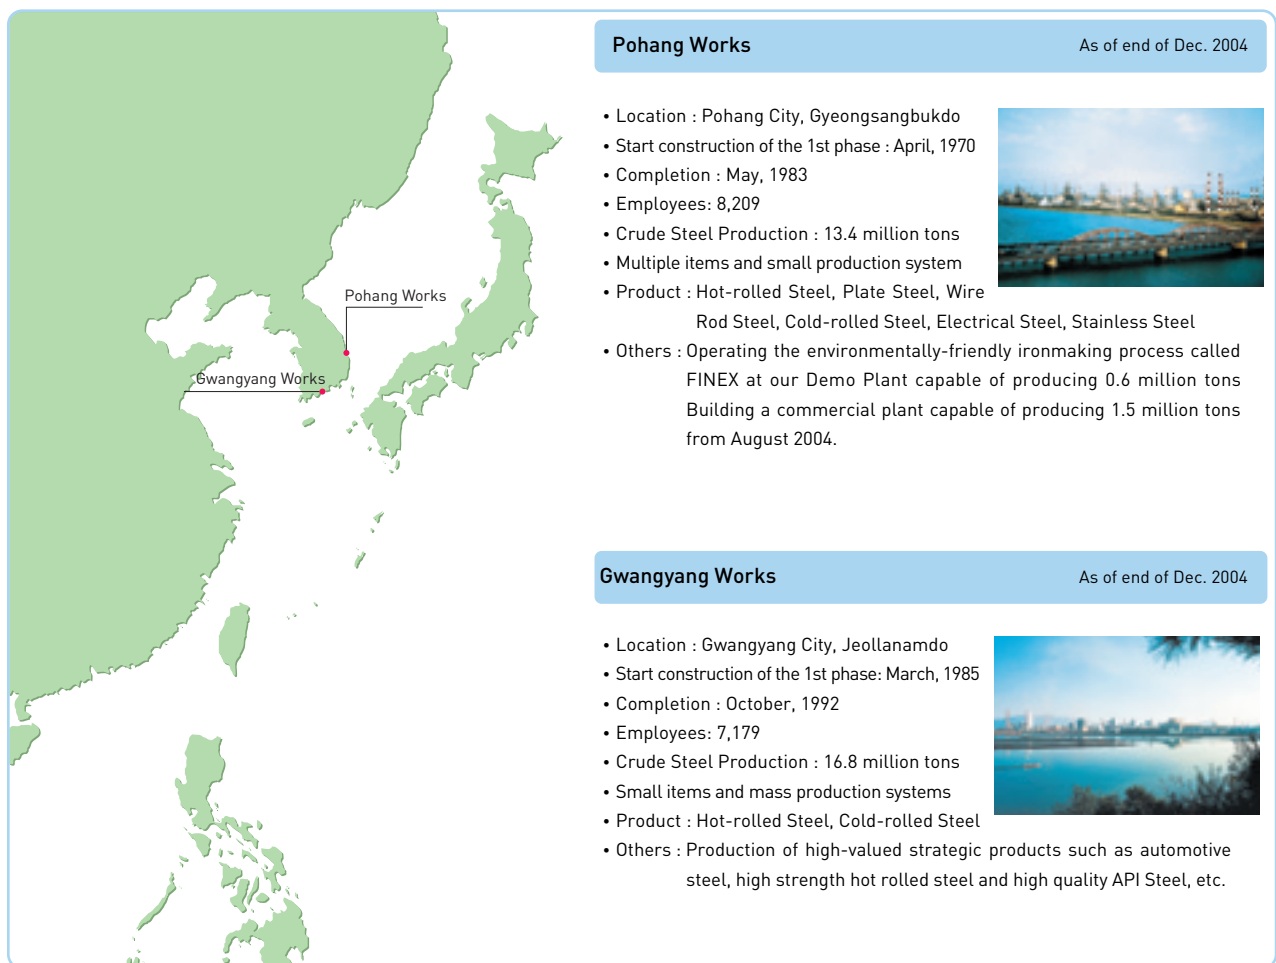 Pohang Works
Gwangyang Works
Pohang Works As of end of Dec. 2004
• Location : Pohang City, Gyeongsangbukdo
• Start construction of the 1st phase : April, 1970
• Completion : May, 1983
• Employees: 8,209
• Crude Steel Production : 13.4 million tons
• Multiple items and small production system
• Product : Hot-rolled Steel, Plate Steel, Wire
Rod Steel, Cold-rolled Steel, Electrical Steel, Stainless Steel
• Others : Operating the environmentally-friendly ironmaking process called
FINEX at our Demo Plant capable of producing 0.6 million tons
Building a commercial plant capable of producing 1.5 million tons
from August 2004.
Gwangyang Works As of end of Dec. 2004
• Location : Gwangyang City, Jeollanamdo
• Start construction of the 1st phase: March, 1985
• Completion : October, 1992
• Employees: 7,179
• Crude Steel Production : 16.8 million tons
• Small items and mass production systems
• Product : Hot-rolled Steel, Cold-rolled Steel
• Others : Production of high-valued strategic products such as automotive
steel, high strength hot rolled steel and high quality API Steel, etc.